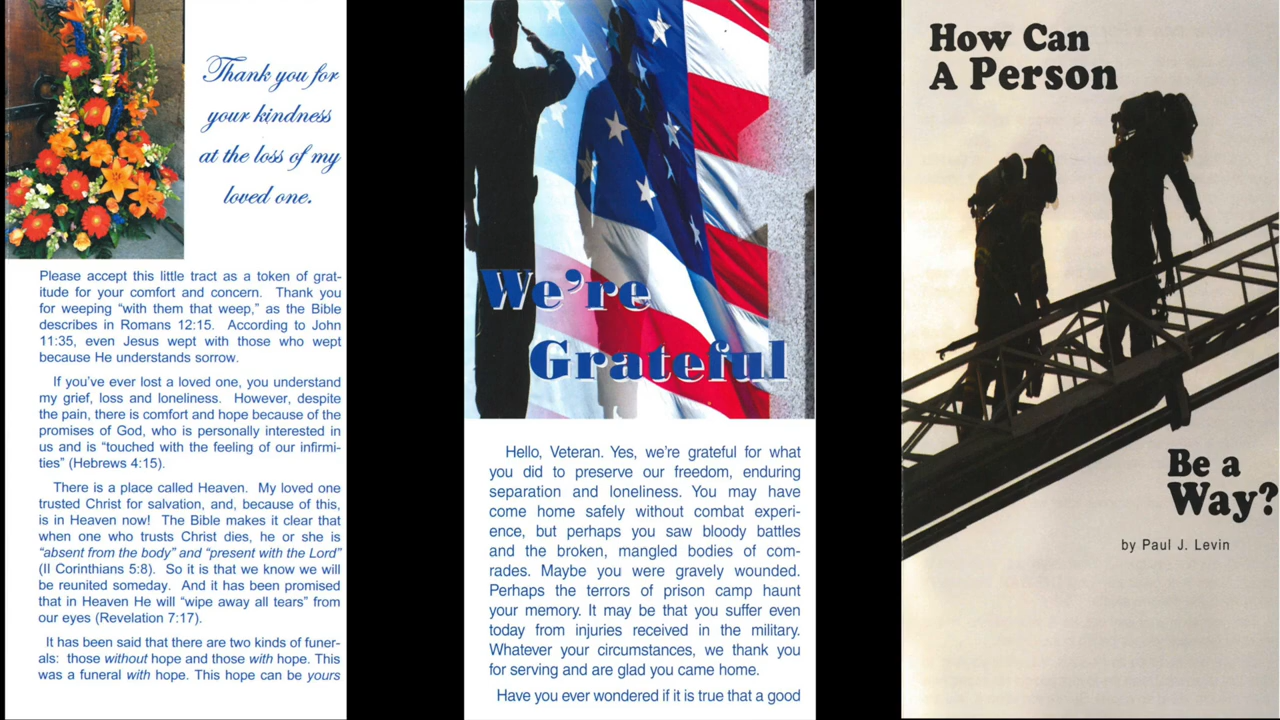 Thank you for
your kindness
at the loss of my
loved one.
Please accept this little tract as a token of grat-
itude for your comfort and concern. Thank you
for weeping “with them that weep,” as the Bible
describes in Romans 12:15. According to John
11:35, even Jesus wept with those who wept
because He understands sorrow.
If you’ve ever lost a loved one, you understand
my grief, loss and loneliness. However, despite
the pain, there is comfort and hope because of the
promises of God, who is personally interested in
us and is “touched with the feeling of our infirmi-
ties” (Hebrews 4:15).
There is a place called Heaven. My loved one
trusted Christ for salvation, and, because of this,
is in Heaven now! The Bible makes it clear that
when one who trusts Christ dies, he or she is
“absent from the body” and “present with the Lord”
(II Corinthians 5:8). So it is that we know we will
be reunited someday. And it has been promised
that in Heaven He will “wipe away all tears” from
our eyes (Revelation 7:17).
It has been said that there are two kinds of funer-
als: those without hope and those with hope. This
was a funeral with hope. This hope can be yours
We’re
Grateful
Hello, Veteran. Yes, we’re grateful for what
you did to preserve our freedom, enduring
separation and loneliness. You may have
come home safely without combat experi-
ence, but perhaps you saw bloody battles
and the broken, mangled bodies of com-
rades. Maybe you were gravely wounded.
Perhaps the terrors of prison camp haunt
your memory. It may be that you suffer even
today from injuries received in the military.
Whatever your circumstances, we thank you
for serving and are glad you came home.
Have you ever wondered if it is true that a good
How Can
A Person
Be a
Way?
by Paul J. Levin